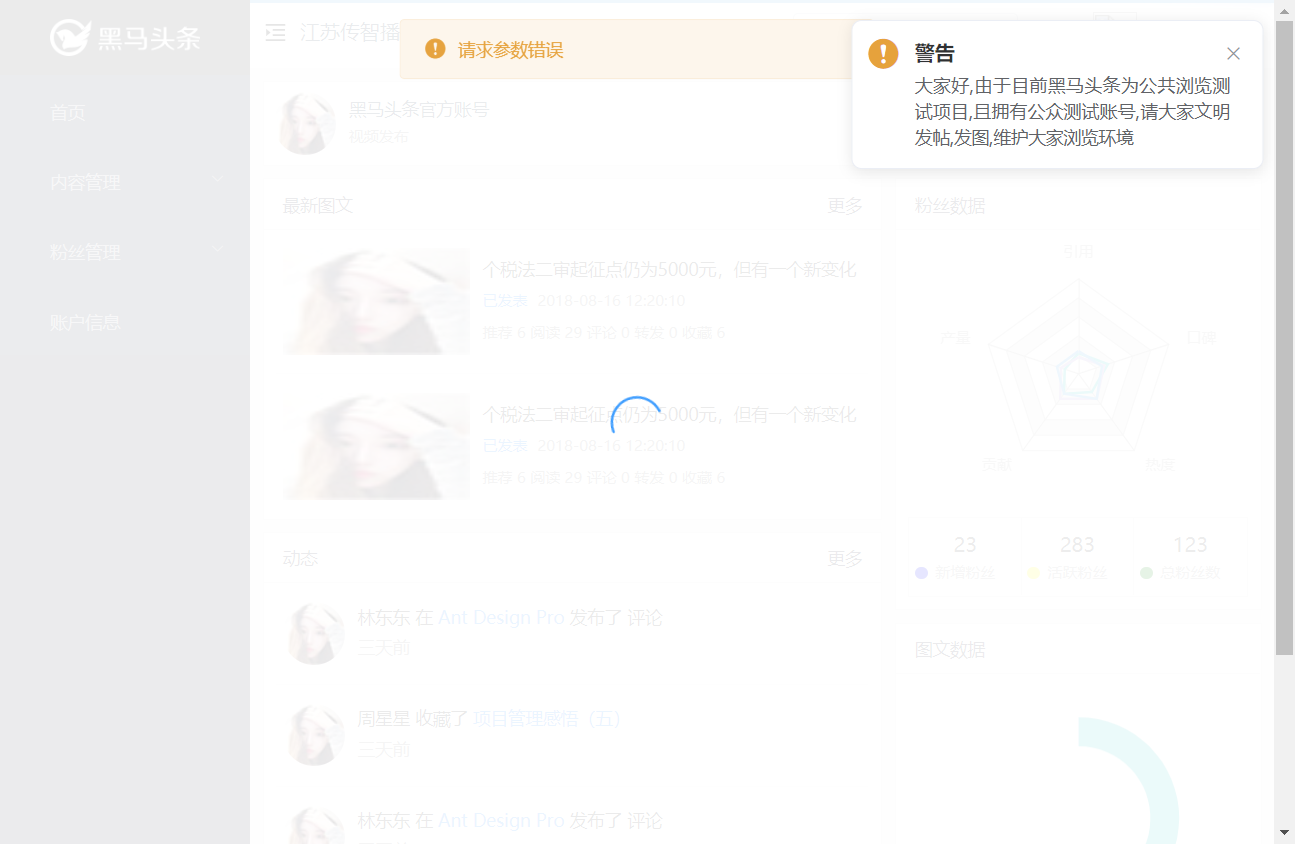 黑马头条
江苏传智播
请求参数错误
警告
大家好,由于目前黑马头条为公共浏览测
试项目,且拥有公众测试账号,请大家文明
发帖,发图,维护大家浏览环境
首页
内容管理
粉丝管理
账户信息
黑马头条官方账号
视频发布
最新图文 更多
个税法二审起征点仍为5000元，但有一个新变化
已发表 2018-08-16 12:20:10
推荐 6 阅读 29 评论 0 转发 0 收藏 6
个税法二审起征点仍为5000元，但有一个新变化
已发表 2018-08-16 12:20:10
推荐 6 阅读 29 评论 0 转发 0 收藏 6
动态 更多
林东东 在 Ant Design Pro 发布了 评论
三天前
周星星 收藏了 项目管理感悟（五）
三天前
林东东 在 Ant Design Pro 发布了 评论
粉丝数据
引用
产量 口碑
贡献 热度
23 283 123
新增粉丝 活跃粉丝 总粉丝数
图文数据